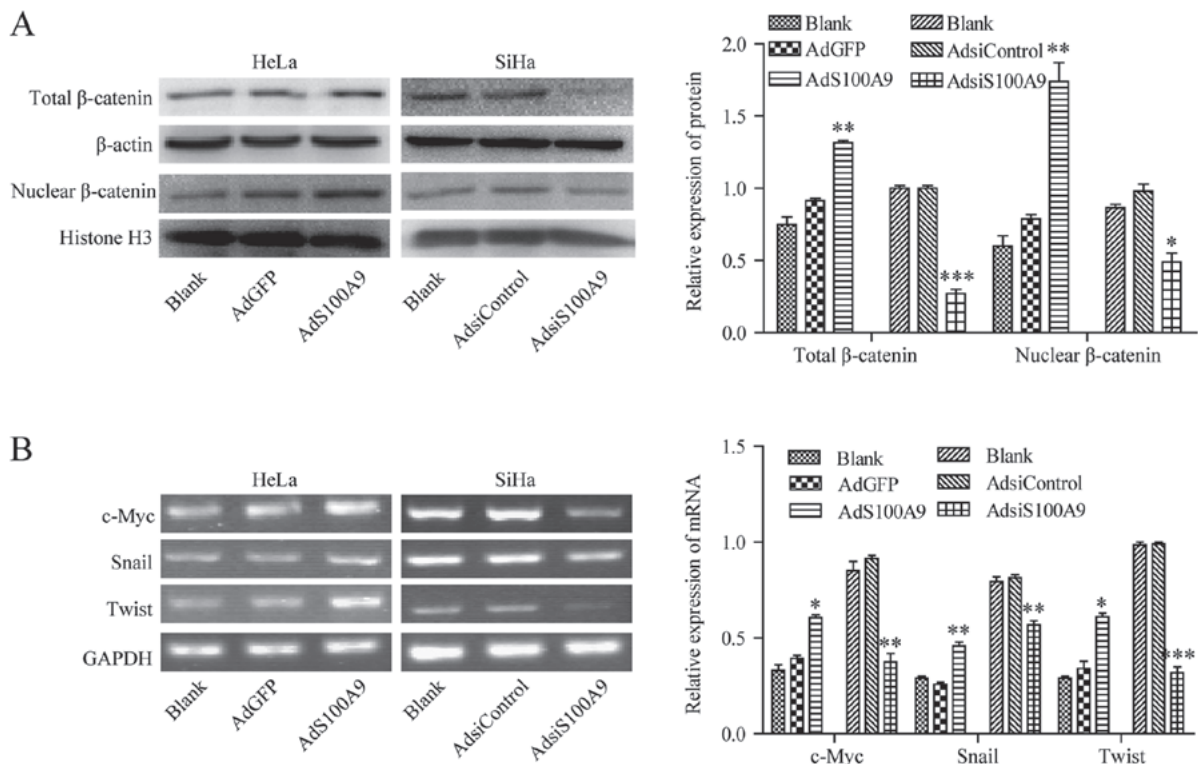 A
HeLa
SiHa
Total β-catenin
β-actin
Nuclear β-catenin
Histone H3
Blank
AdGFP
AdS100A9
Blank
AdsiControl
AdsiS100A9
Relative expression of protein
2.0
1.5
1.0
0.5
0.0
Blank
AdGFP
AdS100A9
Blank
AdsiControl
AdsiS100A9
**
***
**
*
Total β-catenin
Nuclear β-catenin
B
HeLa
SiHa
c-Myc
Snail
Twist
GAPDH
Blank
AdGFP
AdS100A9
Blank
AdsiControl
AdsiS100A9
Relative expression of mRNA
1.5
1.0
0.5
0.0
Blank
AdGFP
AdS100A9
Blank
AdsiControl
AdsiS100A9
*
**
**
**
*
***
c-Myc
Snail
Twist